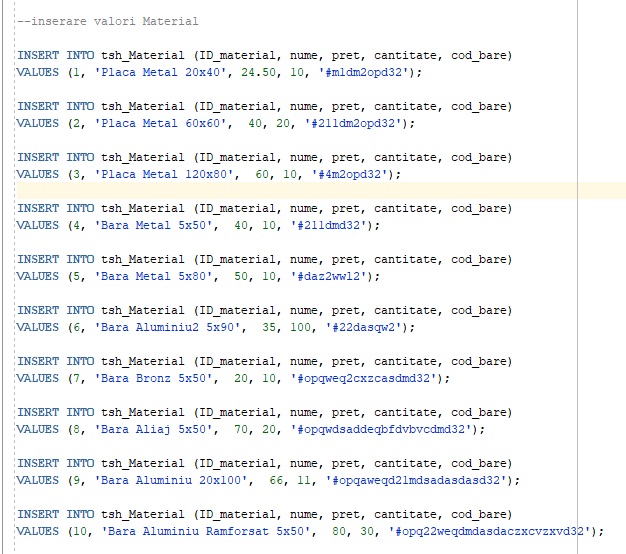 --inserare valori Material
INSERT INTO tsh_Material (ID_material, nume, pret, cantitate, cod_bare)
VALUES (1, 'Placa Metal 20x40', 24.50, 10, '#mldm2opd32');
INSERT INTO tsh_Material (ID_material, nume, pret, cantitate, cod_bare)
VALUES (2, 'Placa Metal 60x60',  40, 20, '#21ldm2opd32');
INSERT INTO tsh_Material (ID_material, nume, pret, cantitate, cod_bare)
VALUES (3, 'Placa Metal 120x80',  60, 10, '#4m2opd32');
INSERT INTO tsh_Material (ID_material, nume, pret, cantitate, cod_bare)
VALUES (4, 'Bara Metal 5x50',  40, 10, '#21ldmd32');
INSERT INTO tsh_Material (ID_material, nume, pret, cantitate, cod_bare)
VALUES (5, 'Bara Metal 5x80',  50, 10, '#daz2wwl2');
INSERT INTO tsh_Material (ID_material, nume, pret, cantitate, cod_bare)
VALUES (6, 'Bara Aluminiu2 5x90',  35, 100, '#22dasqw2');
INSERT INTO tsh_Material (ID_material, nume, pret, cantitate, cod_bare)
VALUES (7, 'Bara Bronz 5x50',  20, 10, '#opqweq2cxzcasdmd32');
INSERT INTO tsh_Material (ID_material, nume, pret, cantitate, cod_bare)
VALUES (8, 'Bara Aliaj 5x50',  70, 20, '#opqwdsaddeqbfdvbvcdmd32');
INSERT INTO tsh_Material (ID_material, nume, pret, cantitate, cod_bare)
VALUES (9, 'Bara Aluminiu 20x100',  66, 11, '#opqaweqd2lmdsadasdasd32');
INSERT INTO tsh_Material (ID_material, nume, pret, cantitate, cod_bare)
VALUES (10, 'Bara Aluminiu Ramforsat 5x50',  80, 30, '#opq22weqdmdasdaczxcvzxvd32');